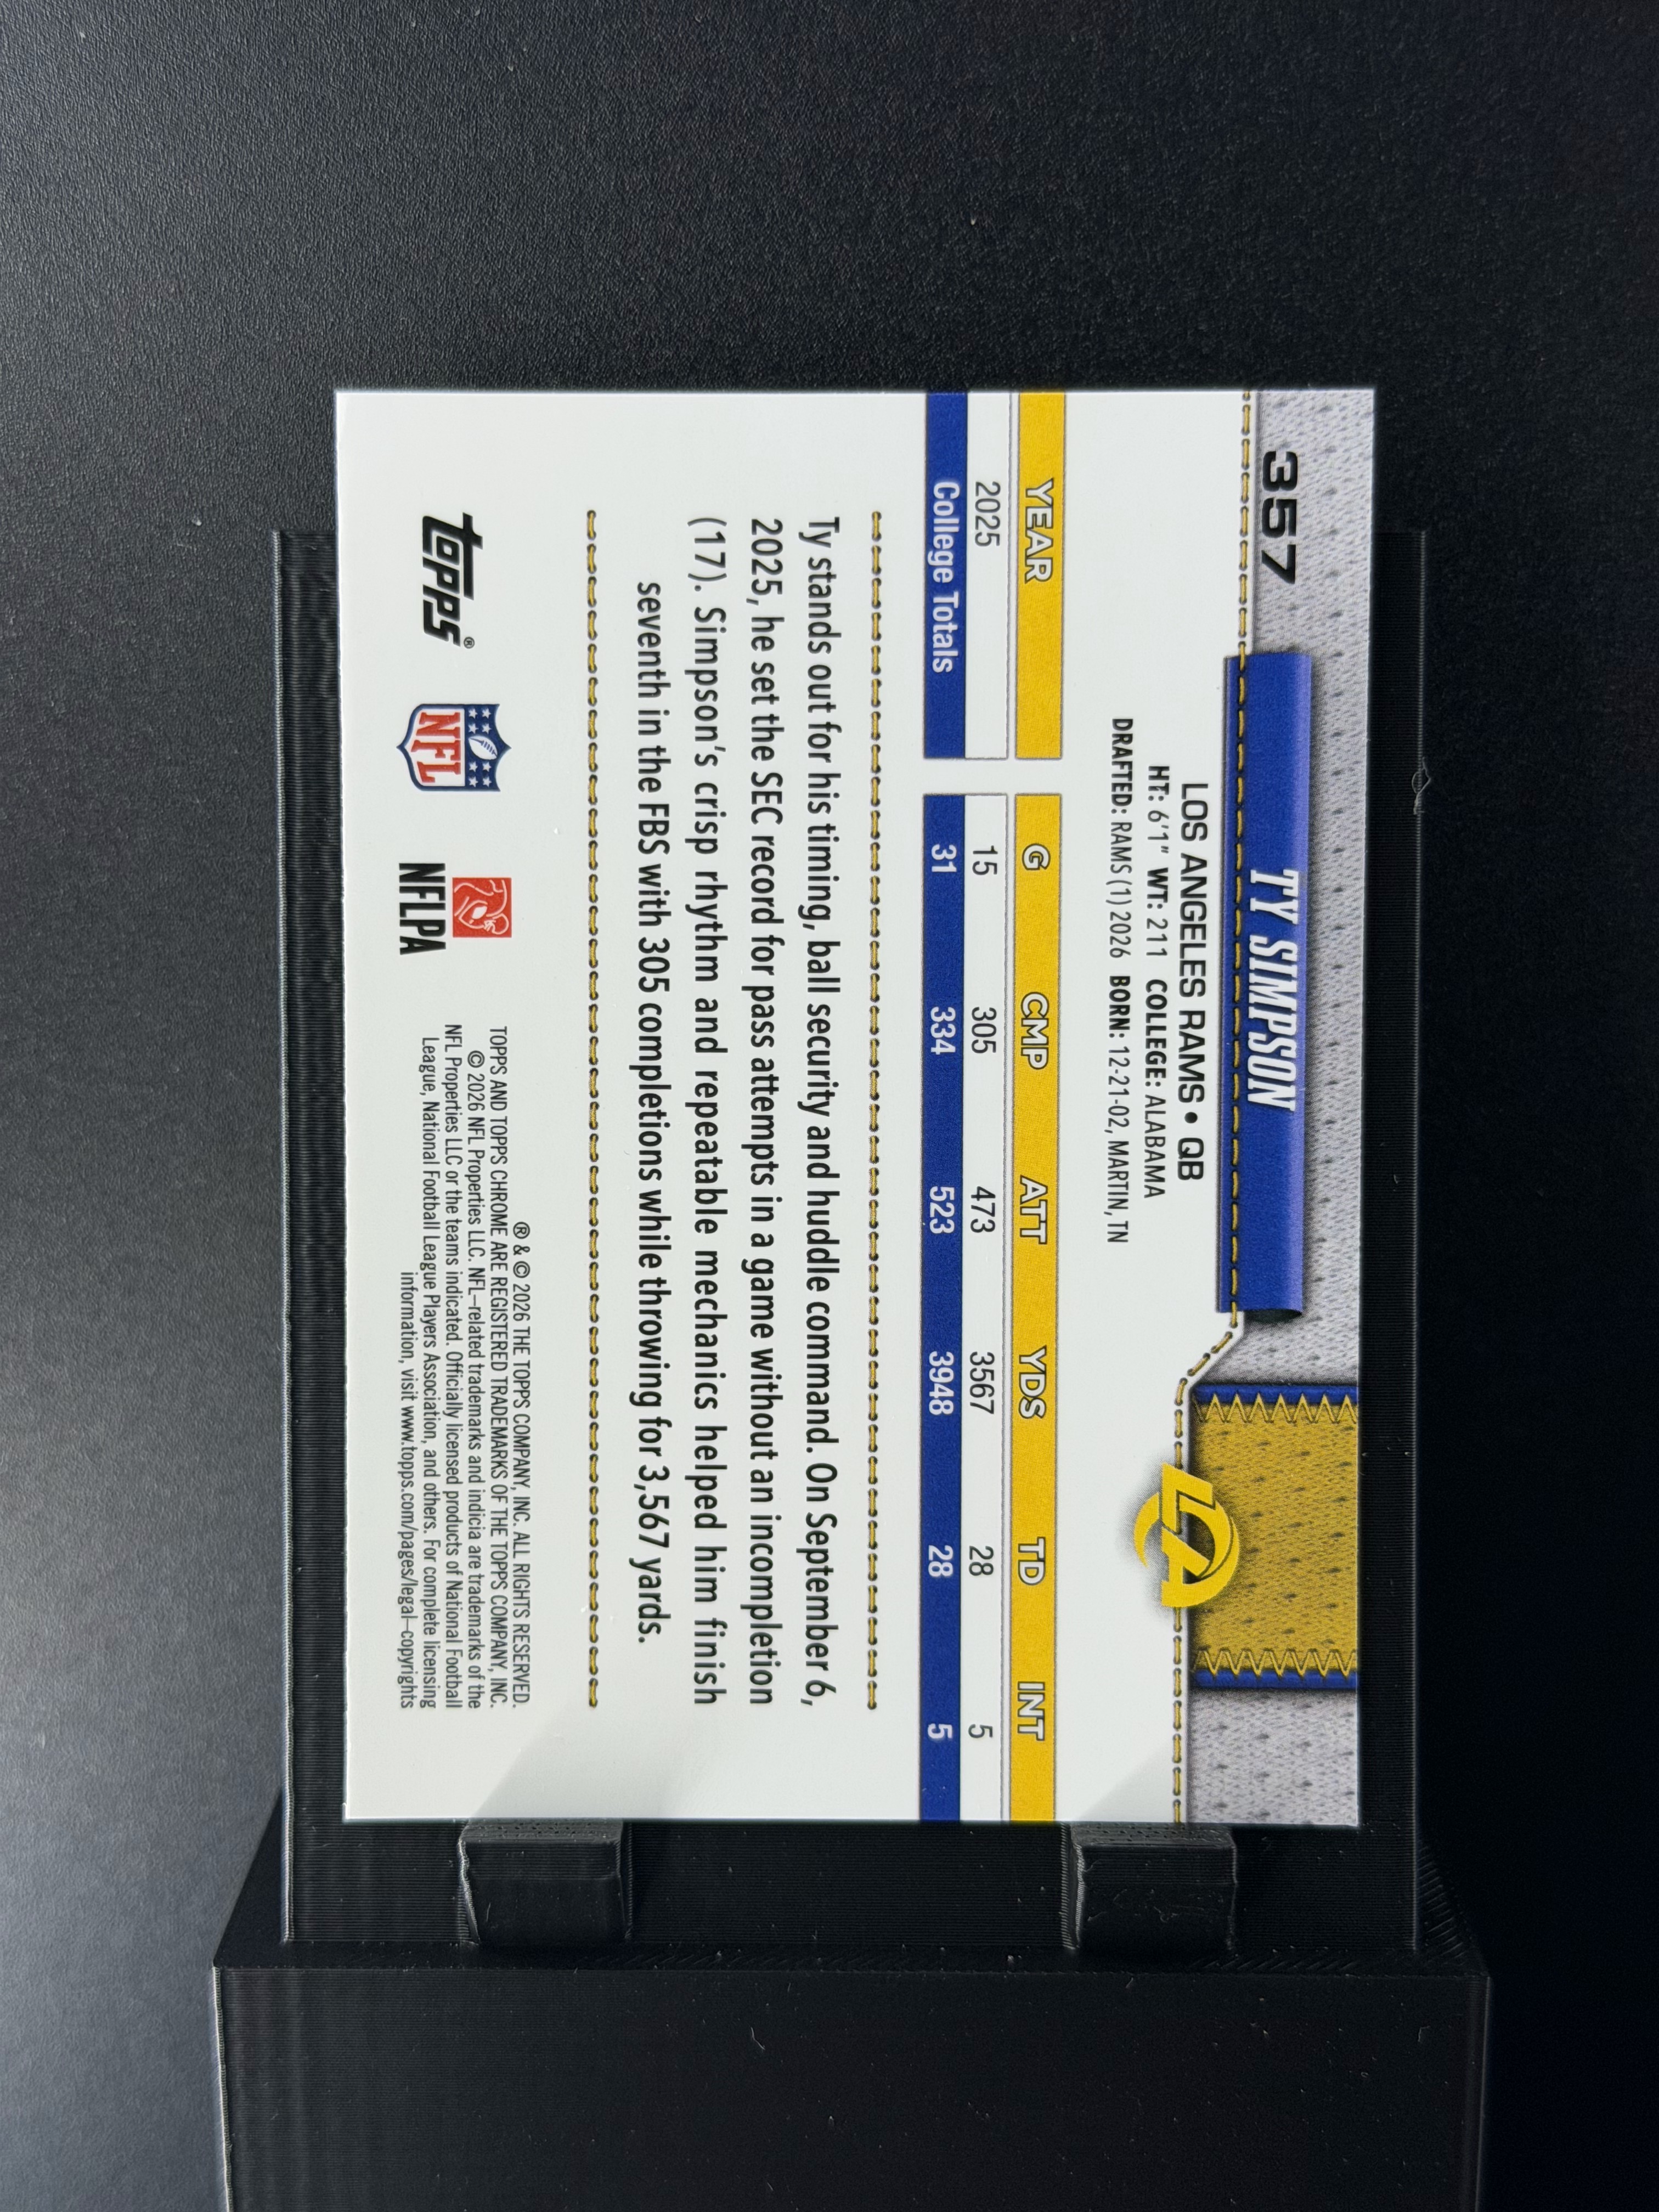 357
TY SIMPSON
LOS ANGELES RAMS • QB
HT: 6'1" WT: 211 COLLEGE: ALABAMA
DRAFTED: RAMS (1) 2026 BORN: 12-21-02, MARTIN, TN
LA
YEAR G CMP ATT YDS TD INT
2025 15 305 473 3567 28 5
College Totals 31 334 523 3948 28 5
Ty stands out for his timing, ball security and huddle command. On September 6,
2025, he set the SEC record for pass attempts in a game without an incompletion
(17). Simpson's crisp rhythm and repeatable mechanics helped him finish
seventh in the FBS with 305 completions while throwing for 3,567 yards.
topps®
NFL
NFLPA
® & © 2026 THE TOPPS COMPANY, INC. ALL RIGHTS RESERVED.
TOPPS AND TOPPS CHROME ARE REGISTERED TRADEMARKS OF THE TOPPS COMPANY, INC.
© 2026 NFL Properties LLC. NFL-related trademarks and indicia are trademarks of the
NFL Properties LLC or the teams indicated. Officially licensed products of National Football
League, National Football League Players Association, and others. For complete licensing
information, visit www.topps.com/pages/legal-copyrights